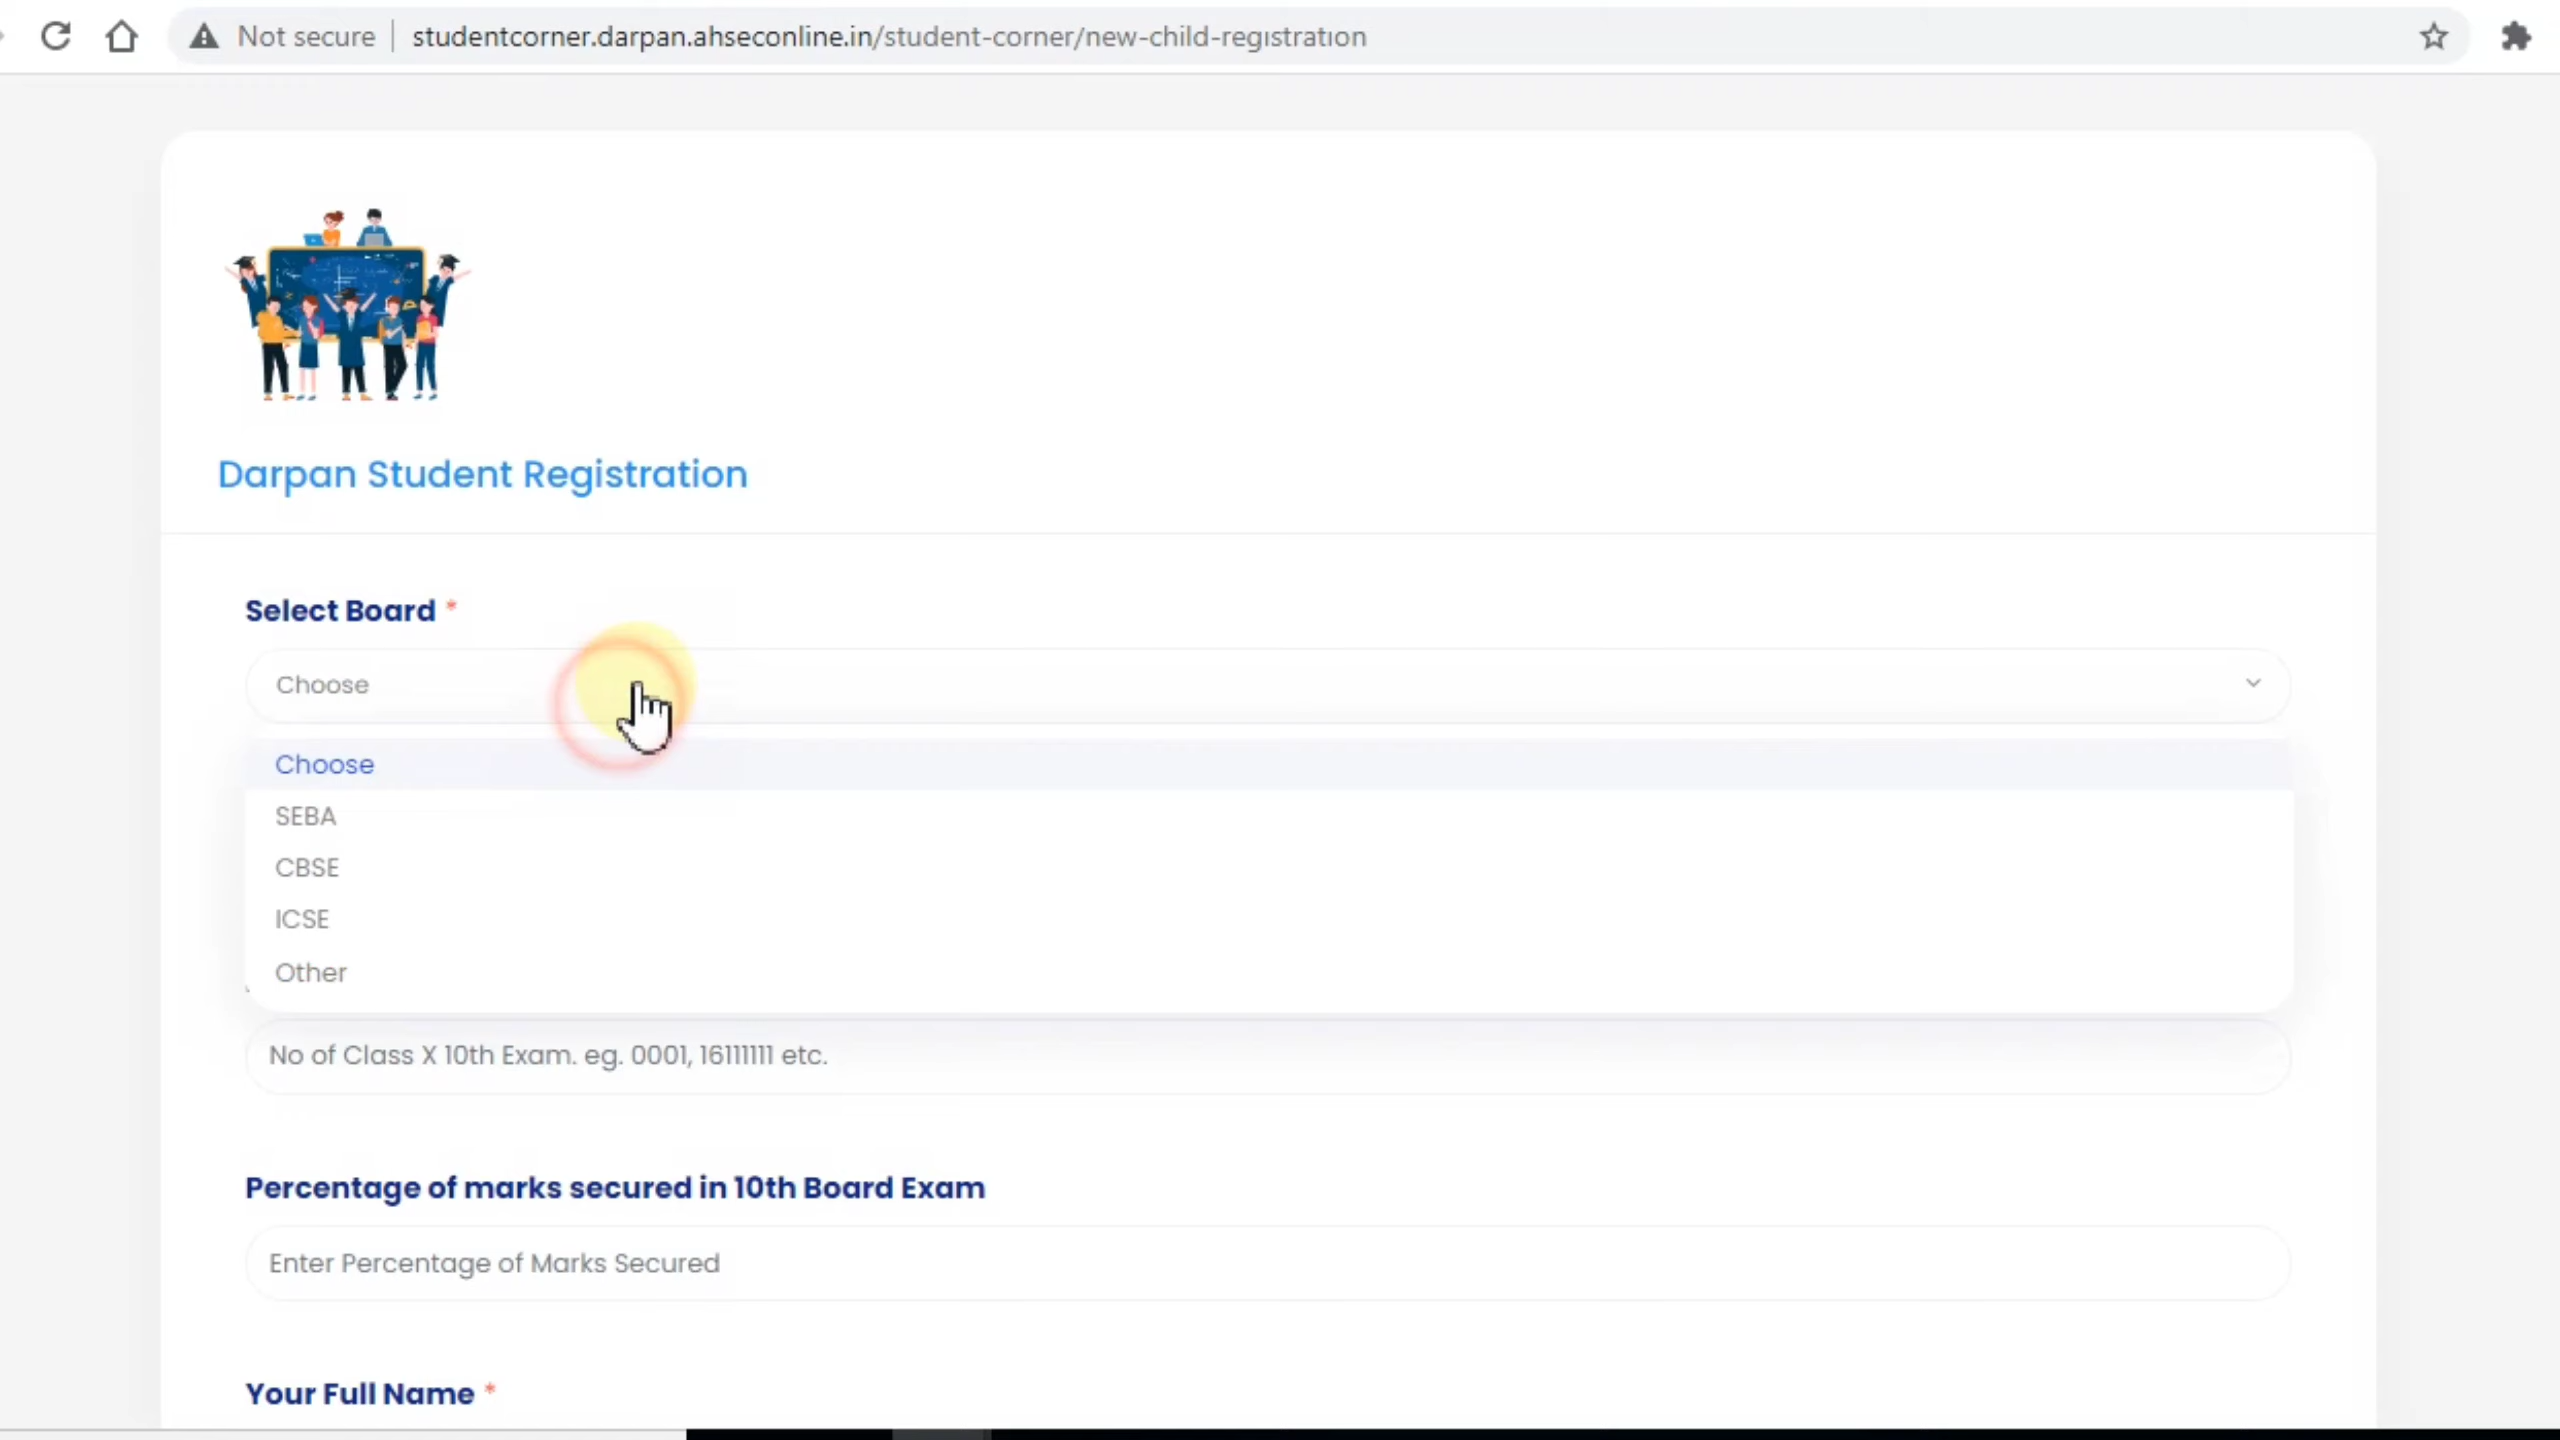 Not secure | studentcorner.darpan.ahseconline.in/student-corner/new-child-registration
Darpan Student Registration
Select Board *
Choose
Choose
SEBA
CBSE
ICSE
Other
No of Class X 10th Exam. eg. 0001, 16111111 etc.
Percentage of marks secured in 10th Board Exam
Enter Percentage of Marks Secured
Your Full Name *